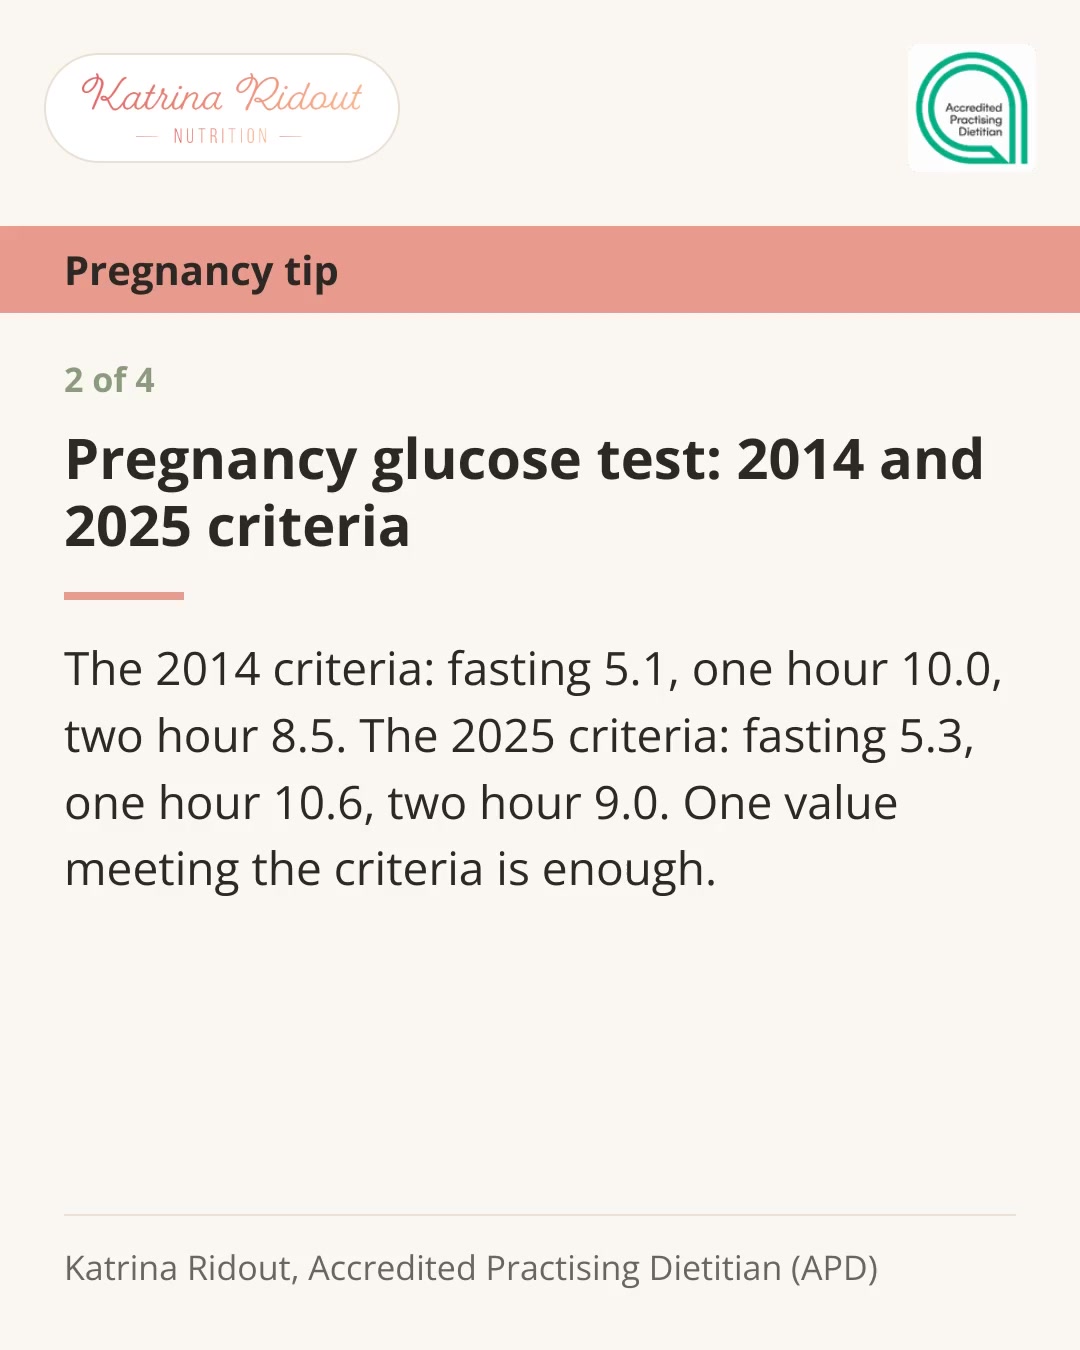 Katrina Ridout
NUTRITION
Accredited
Practising
Dietitian
Pregnancy tip
2 of 4
Pregnancy glucose test: 2014 and
2025 criteria
The 2014 criteria: fasting 5.1, one hour 10.0,
two hour 8.5. The 2025 criteria: fasting 5.3,
one hour 10.6, two hour 9.0. One value
meeting the criteria is enough.
Katrina Ridout, Accredited Practising Dietitian (APD)